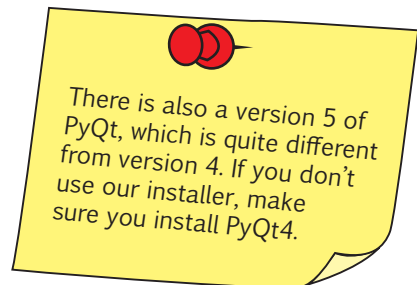 There is also a version 5 of
PyQt, which is quite different
from version 4. If you don’t
use our installer, make
sure you install PyQt4.